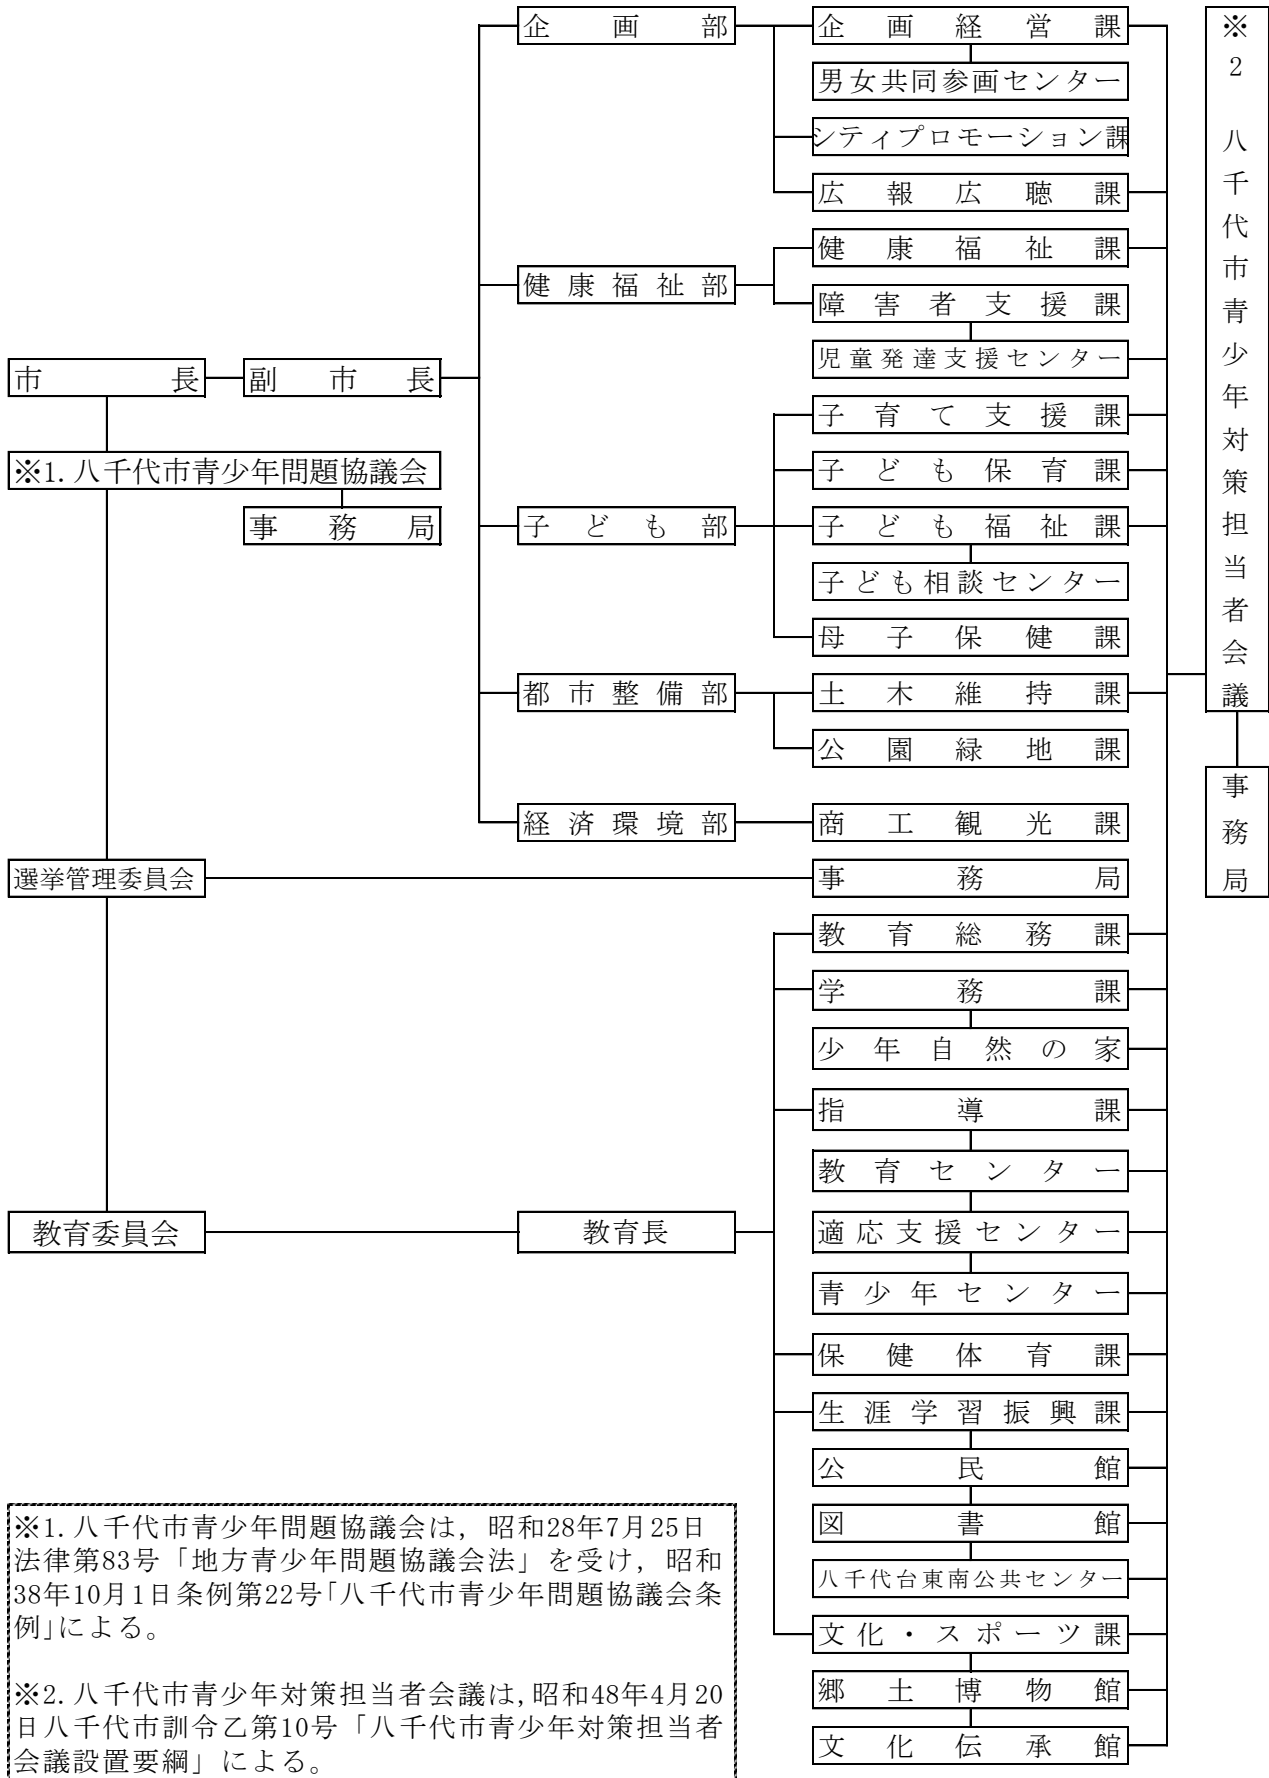 企画部
企画経営課
男女共同参画センター
シティプロモーション課
広報広聴課
健康福祉部
健康福祉課
障害者支援課
児童発達支援センター
市長
副市長
※1.八千代市青少年問題協議会
事務局
子ども部
子育て支援課
子ども保育課
子ども福祉課
子ども相談センター
母子保健課
都市整備部
土木維持課
公園緑地課
経済環境部
商工観光課
選挙管理委員会
事務局
教育委員会
教育長
教育総務課
学務課
少年自然の家
指導課
教育センター
適応支援センター
青少年センター
保健体育課
生涯学習振興課
公民館
図書館
八千代台東南公共センター
文化・スポーツ課
郷土博物館
文化伝承館
※2 八千代市青少年対策担当者会議
事務局
※1.八千代市青少年問題協議会は，昭和28年7月25日
法律第83号「地方青少年問題協議会法」を受け，昭和
38年10月1日条例第22号「八千代市青少年問題協議会条
例」による。
※2.八千代市青少年対策担当者会議は，昭和48年4月20
日八千代市訓令乙第10号「八千代市青少年対策担当者
会議設置要綱」による。